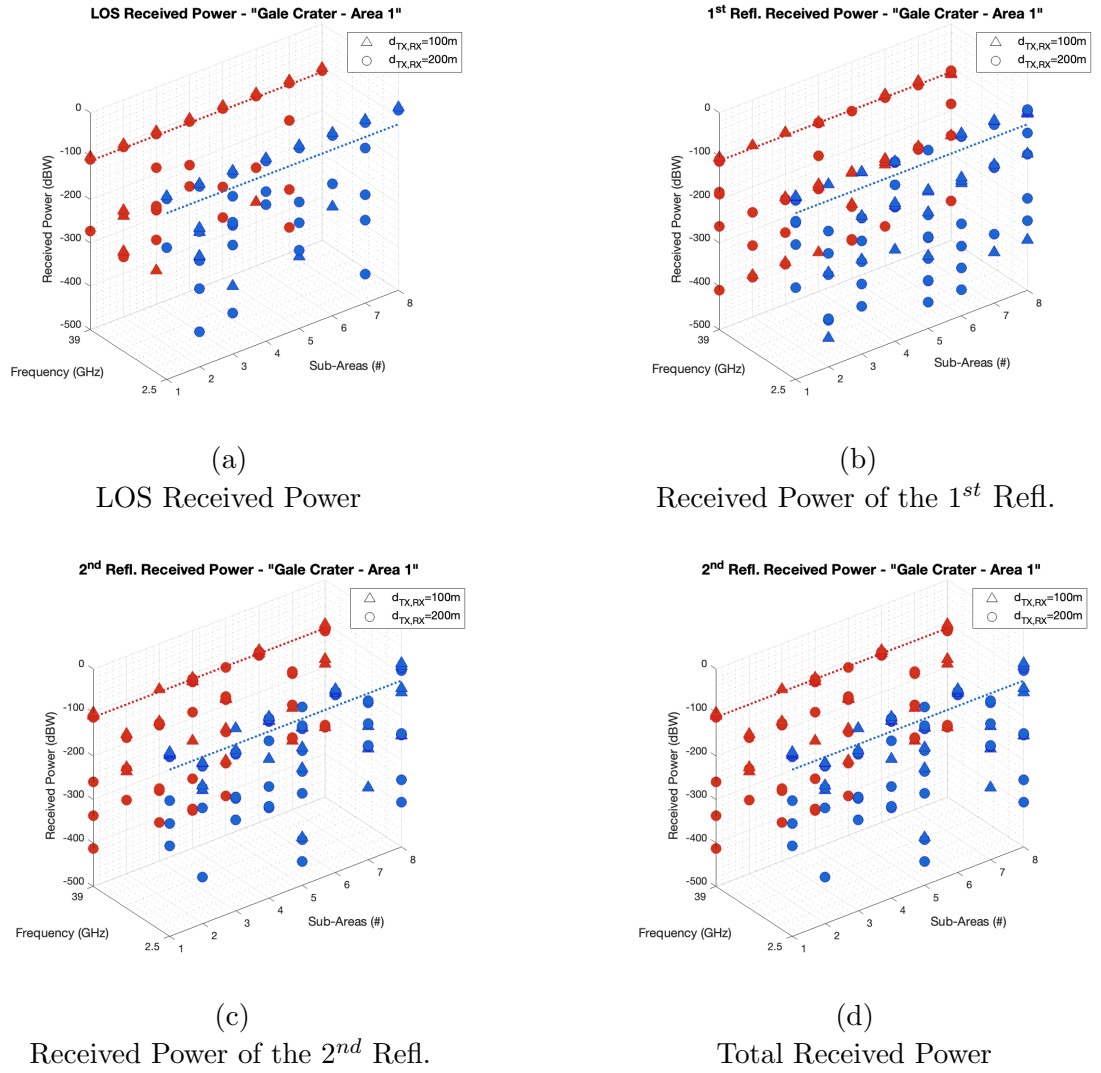 LOS Received Power - "Gale Crater - Area 1"
d_TX,RX=100m
d_TX,RX=200m
0
-100
-200
-300
-400
-500
Received Power (dBW)
39
2.5
Frequency (GHz)
1
2
3
4
5
6
7
8
Sub-Areas (#)
(a)
LOS Received Power
1st Refl. Received Power - "Gale Crater - Area 1"
d_TX,RX=100m
d_TX,RX=200m
0
-100
-200
-300
-400
-500
Received Power (dBW)
39
2.5
Frequency (GHz)
1
2
3
4
5
6
7
8
Sub-Areas (#)
(b)
Received Power of the 1st Refl.
2nd Refl. Received Power - "Gale Crater - Area 1"
d_TX,RX=100m
d_TX,RX=200m
0
-100
-200
-300
-400
-500
Received Power (dBW)
39
2.5
Frequency (GHz)
1
2
3
4
5
6
7
8
Sub-Areas (#)
(c)
Received Power of the 2nd Refl.
2nd Refl. Received Power - "Gale Crater - Area 1"
d_TX,RX=100m
d_TX,RX=200m
0
-100
-200
-300
-400
-500
Received Power (dBW)
39
2.5
Frequency (GHz)
1
2
3
4
5
6
7
8
Sub-Areas (#)
(d)
Total Received Power